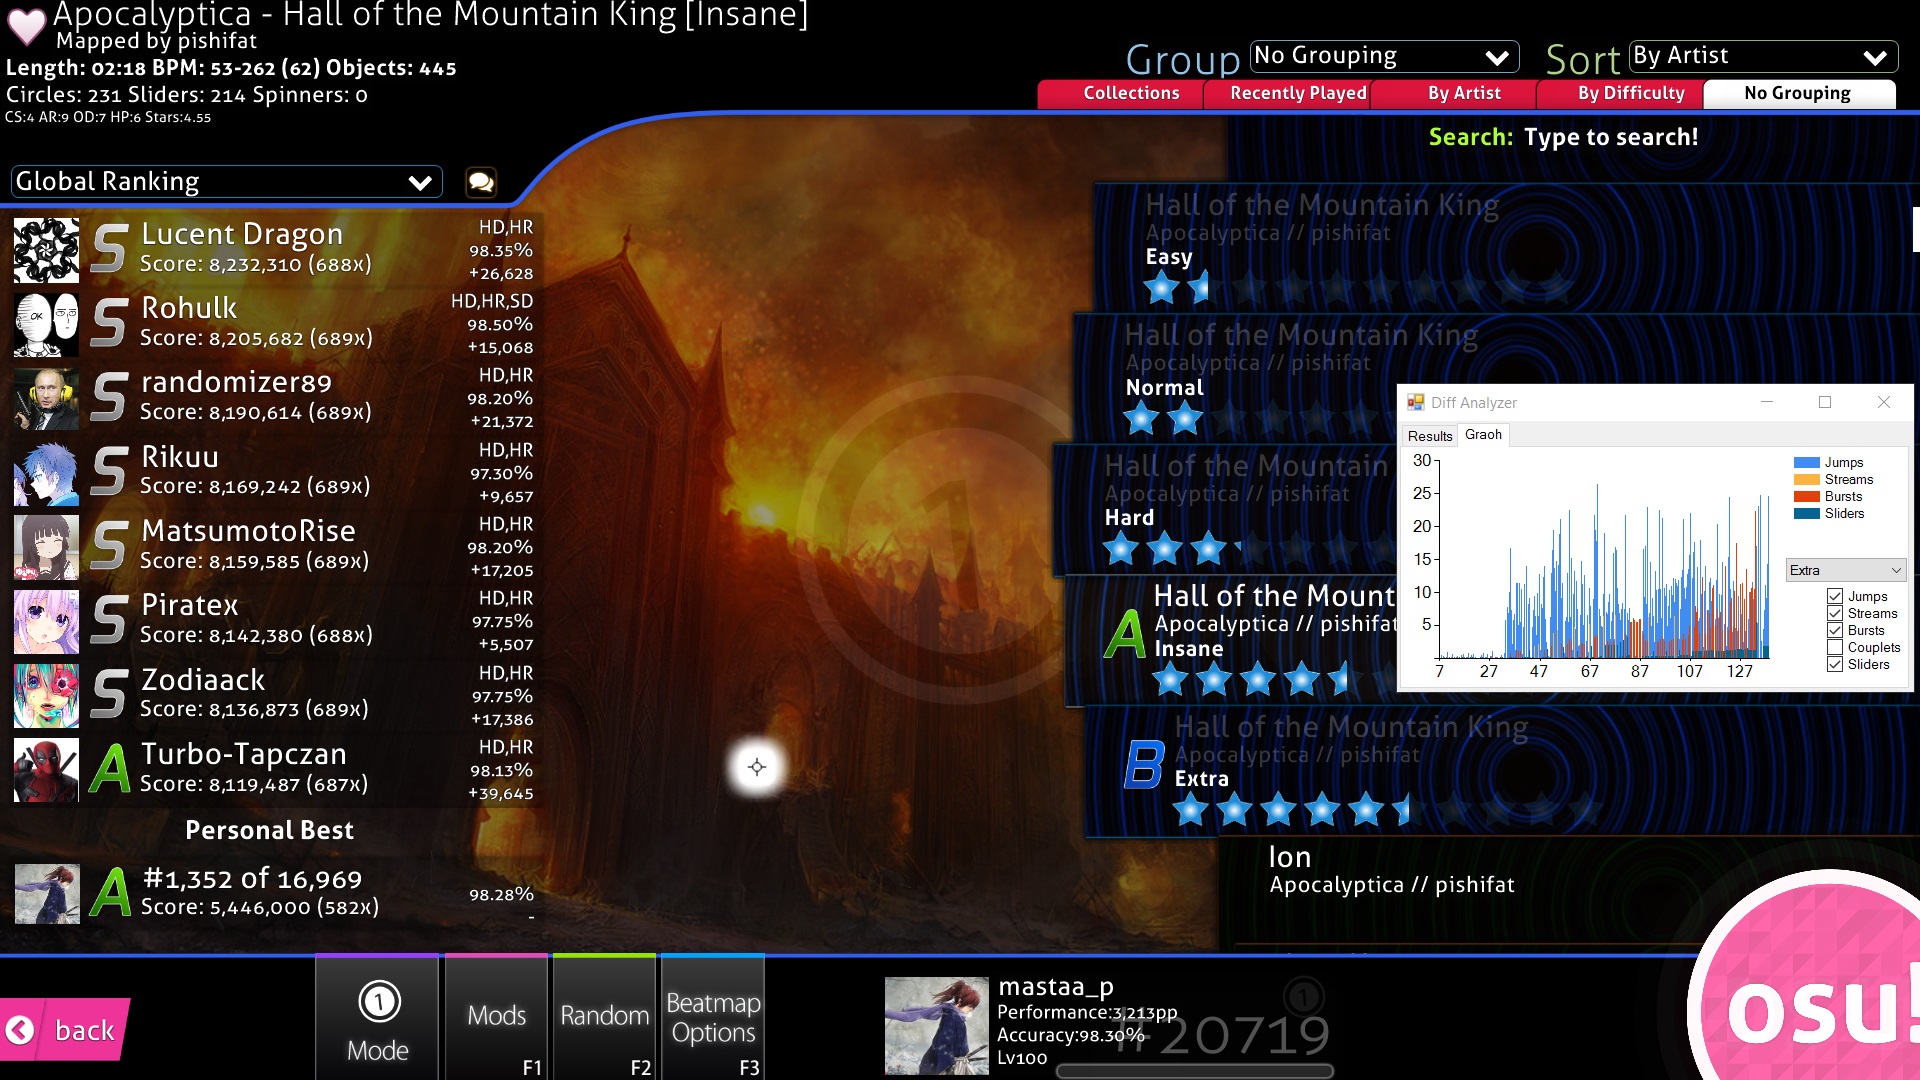 Apocalyptica - Hall of the Mountain King [Insane]
Mapped by pishifat
Length: 02:18 BPM: 53-262 (62) Objects: 445
Circles: 231 Sliders: 214 Spinners: 0
CS:4 AR:9 OD:7 HP:6 Stars:4.55
Group No Grouping
Sort By Artist
Collections Recently Played By Artist By Difficulty No Grouping
Search: Type to search!
Global Ranking
Lucent Dragon
Score: 8,232,310 (688x)
HD,HR
98.35%
+26,628
Rohulk
Score: 8,205,682 (689x)
HD,HR,SD
98.50%
+15,068
randomizer89
Score: 8,190,614 (689x)
HD,HR
98.20%
+21,372
Rikuu
Score: 8,169,242 (689x)
HD,HR
97.30%
+9,657
MatsumotoRise
Score: 8,159,585 (689x)
HD,HR
98.20%
+17,205
Piratex
Score: 8,142,380 (688x)
HD,HR
97.75%
+5,507
Zodiaack
Score: 8,136,873 (689x)
HD,HR
97.75%
+17,386
Turbo-Tapczan
Score: 8,119,487 (687x)
HD,HR
98.13%
+39,645
Personal Best
#1,352 of 16,969
Score: 5,446,000 (582x)
98.28%
-
Hall of the Mountain King
Apocalyptica // pishifat
Easy
Hall of the Mountain King
Apocalyptica // pishifat
Normal
Hall of the Mountain
Apocalyptica // pishifat
Hard
A
Hall of the Mount
Apocalyptica // pishifat
Insane
B
Hall of the Mountain King
Apocalyptica // pishifat
Extra
Ion
Apocalyptica // pishifat
Diff Analyzer
Results Graoh
30
25
20
15
10
5
7 27 47 67 87 107 127
Jumps
Streams
Bursts
Sliders
Extra
Jumps
Streams
Bursts
Couplets
Sliders
back
1
Mode
Mods
F1
Random
F2
Beatmap
Options
F3
mastaa_p
Performance:3,213pp
Accuracy:98.30%
Lv100
#20719
osu!